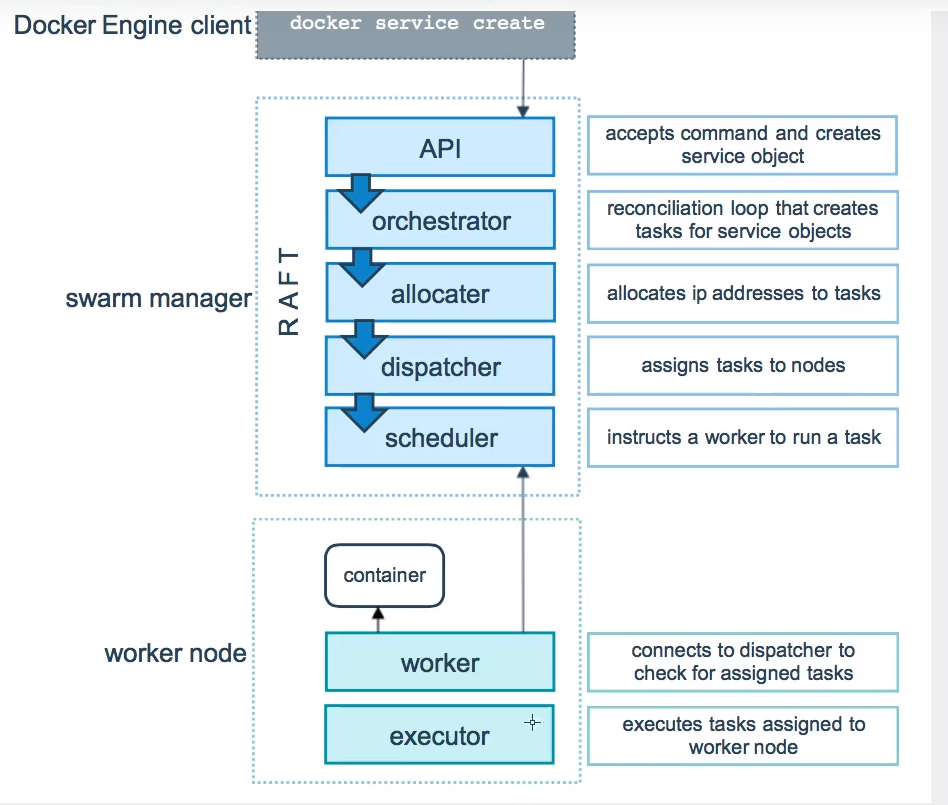 Docker Engine client
docker service create
API
accepts command and creates
service object
orchestrator
reconciliation loop that creates
tasks for service objects
swarm manager
RAFT
allocater
allocates ip addresses to tasks
dispatcher
assigns tasks to nodes
scheduler
instructs a worker to run a task
container
worker node
worker
connects to dispatcher to
check for assigned tasks
executor
executes tasks assigned to
worker node